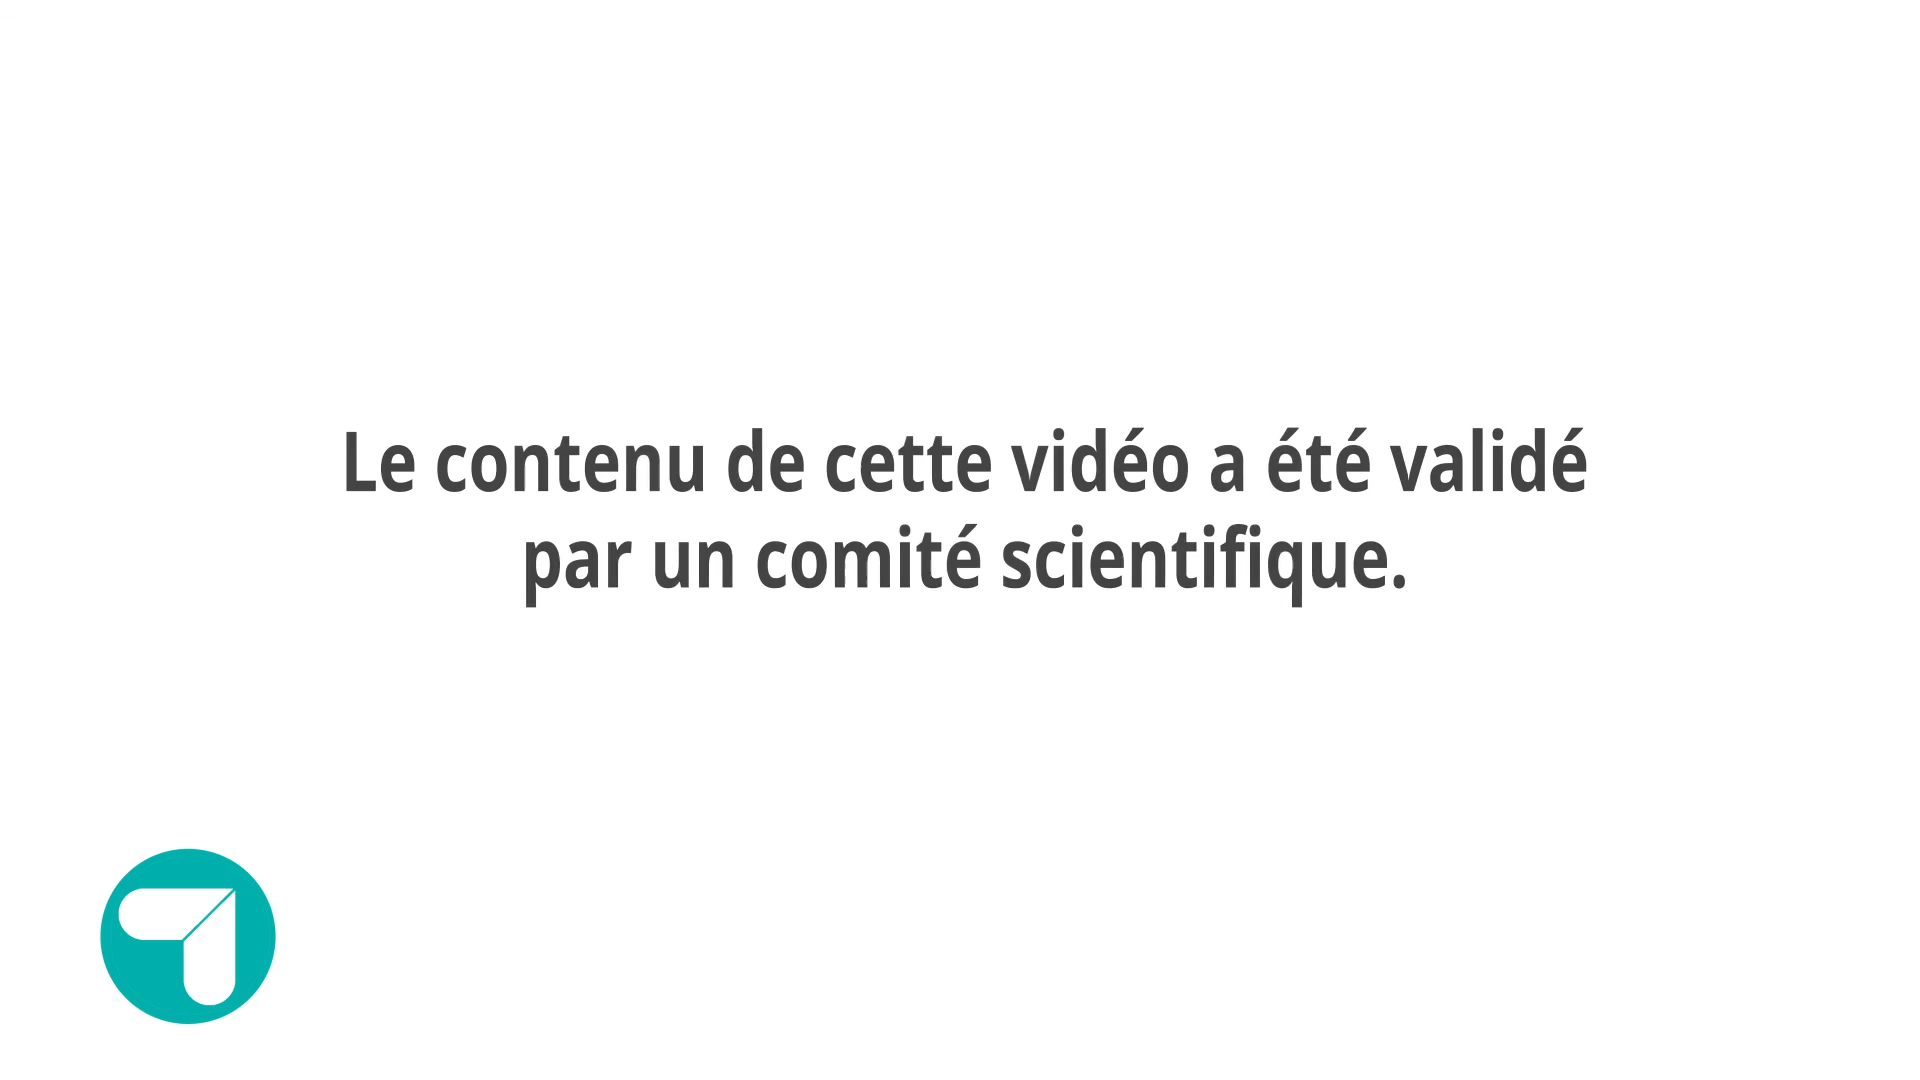 Le contenu de cette vidéo a été validé
par un comité scientifique.